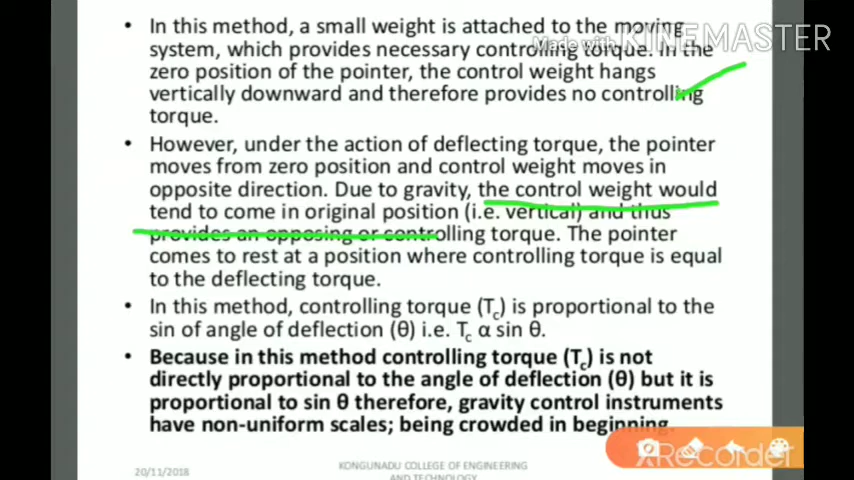 • In this method, a small weight is attached to the moving
system, which provides necessary controlling torque. In the
Made with KINEMASTER
zero position of the pointer, the control weight hangs
vertically downward and therefore provides no controlling
torque.
• However, under the action of deflecting torque, the pointer
moves from zero position and control weight moves in
opposite direction. Due to gravity, the control weight would
tend to come in original position (i.e. vertical) and thus
provides an opposing or controlling torque. The pointer
comes to rest at a position where controlling torque is equal
to the deflecting torque.
• In this method, controlling torque (Tc) is proportional to the
sin of angle of deflection (θ) i.e. Tc α sin θ.
• Because in this method controlling torque (Tc) is not
directly proportional to the angle of deflection (θ) but it is
proportional to sin θ therefore, gravity control instruments
have non-uniform scales; being crowded in beginning.
XRecorder
20/11/2018
KONGUNADU COLLEGE OF ENGINEERING
AND TECHNOLOGY